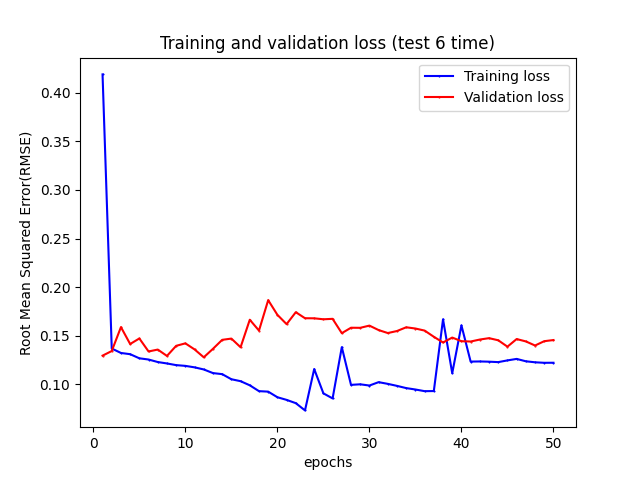 Training and validation loss (test 6 time)
Training loss
Validation loss
Root Mean Squared Error(RMSE)
0.40
0.35
0.30
0.25
0.20
0.15
0.10
0 10 20 30 40 50
epochs